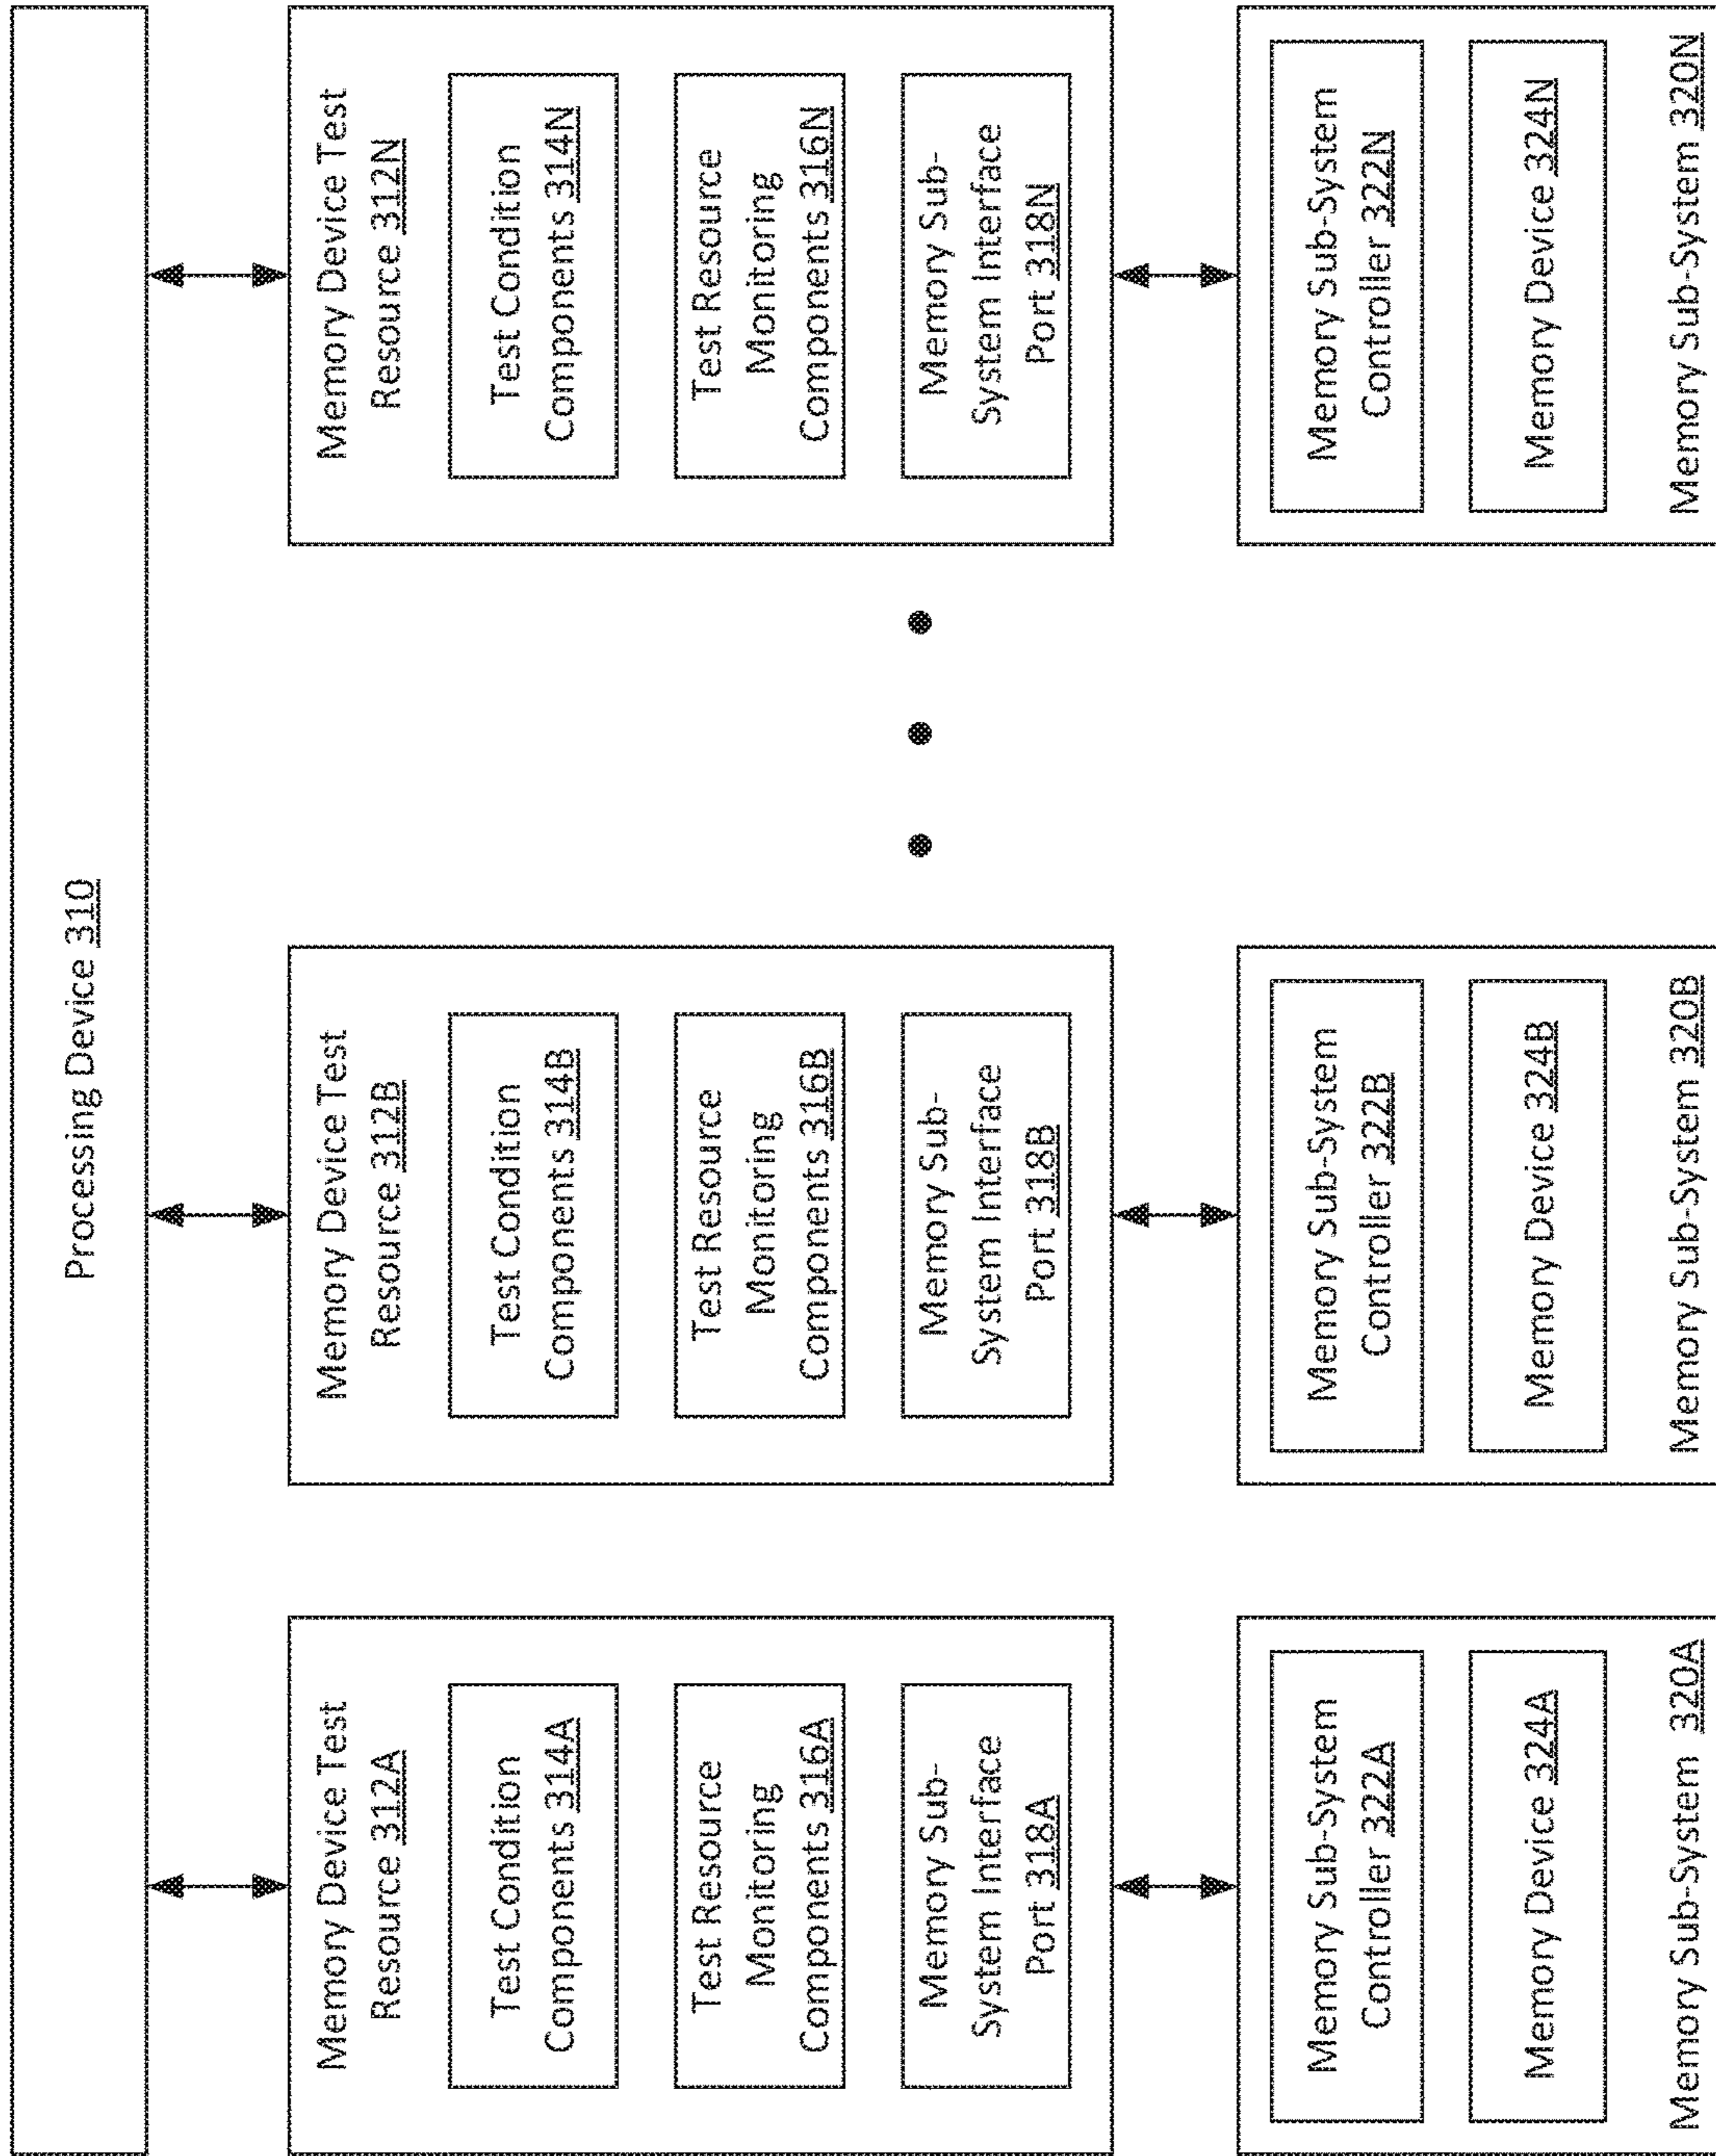 Processing Device 310
Memory Device Test
Resource 312A
Test Condition
Components 314A
Test Resource
Monitoring
Components 316A
Memory Sub-
System Interface
Port 318A
Memory Sub-System
Controller 322A
Memory Device 324A
Memory Sub-System 320A
Memory Device Test
Resource 312B
Test Condition
Components 314B
Test Resource
Monitoring
Components 316B
Memory Sub-
System Interface
Port 318B
Memory Sub-System
Controller 322B
Memory Device 324B
Memory Sub-System 320B
Memory Device Test
Resource 312N
Test Condition
Components 314N
Test Resource
Monitoring
Components 316N
Memory Sub-
System Interface
Port 318N
Memory Sub-System
Controller 322N
Memory Device 324N
Memory Sub-System 320N